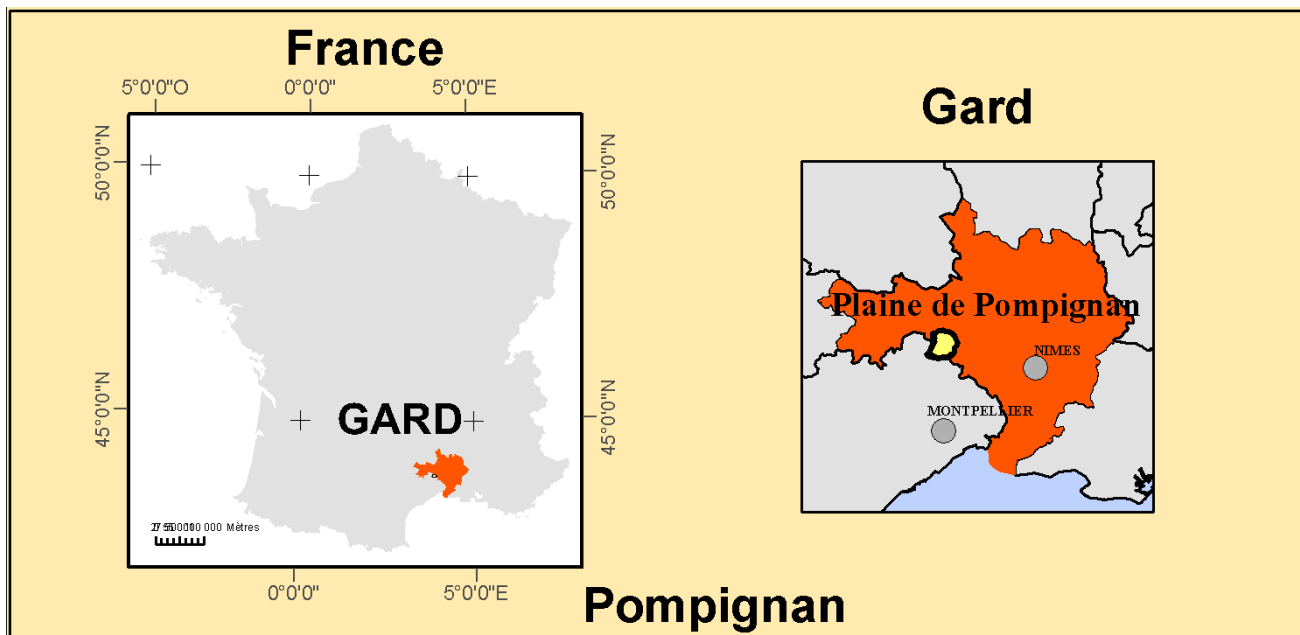 France
5°0'0"O 0°0'0" 5°0'0"E
50°0'0"N
50°0'0"N
45°0'0"N
45°0'0"N
GARD
000 Mètres
0°0'0" 5°0'0"E
Gard
Plaine de Pompignan
NIMES
MONTPELLIER
Pompignan